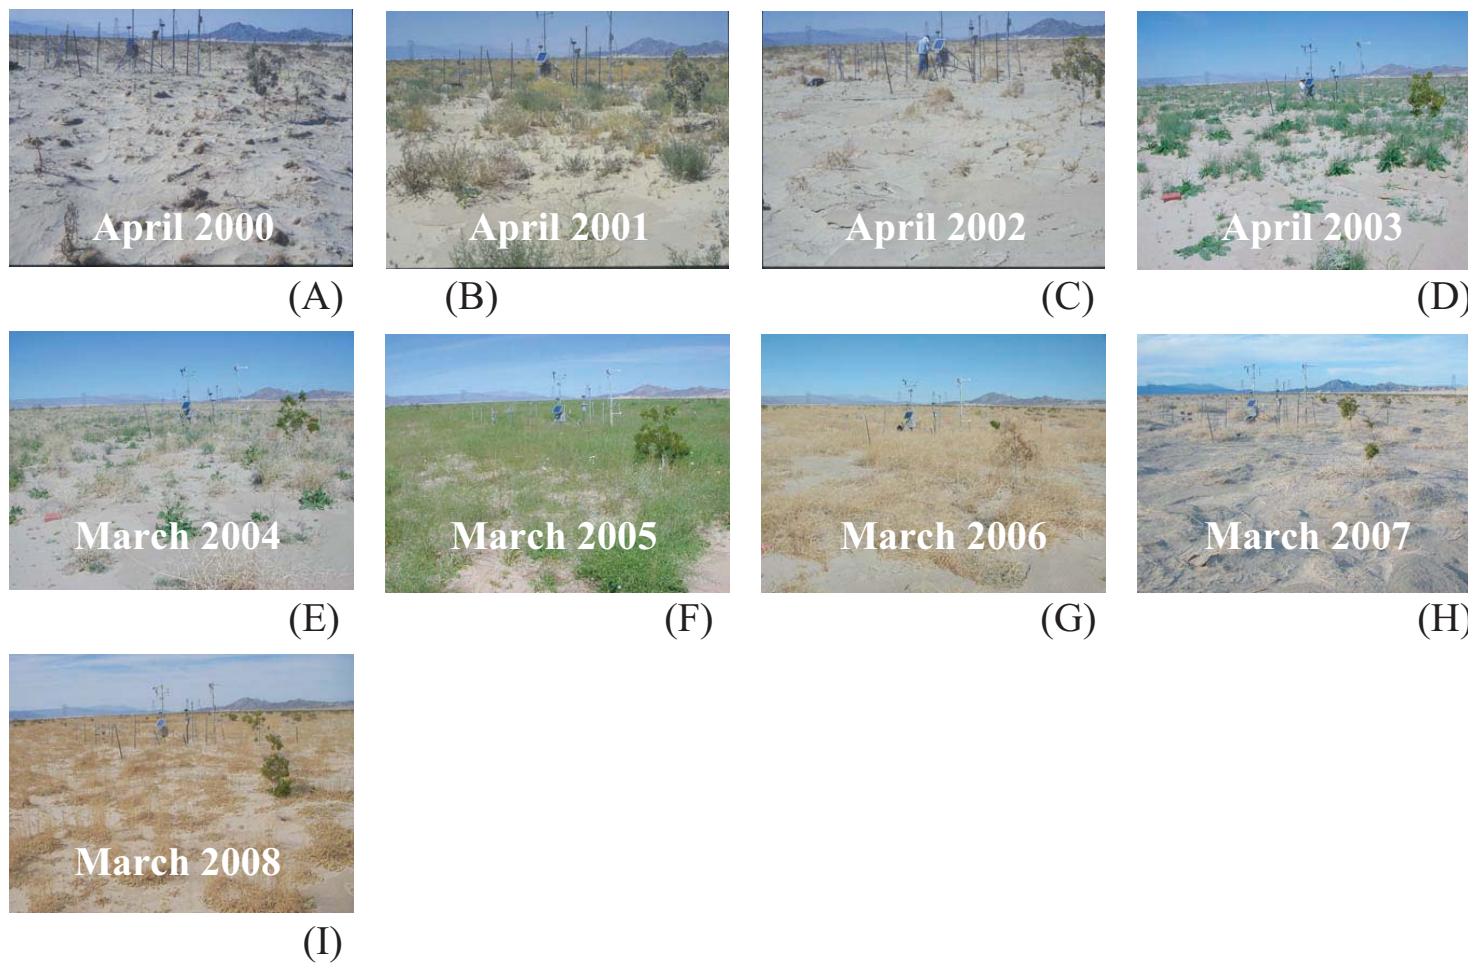 April 2000
(A)
April 2001
(B)
April 2002
(C)
April 2003
(D)
March 2004
(E)
March 2005
(F)
March 2006
(G)
March 2007
(H)
March 2008
(I)